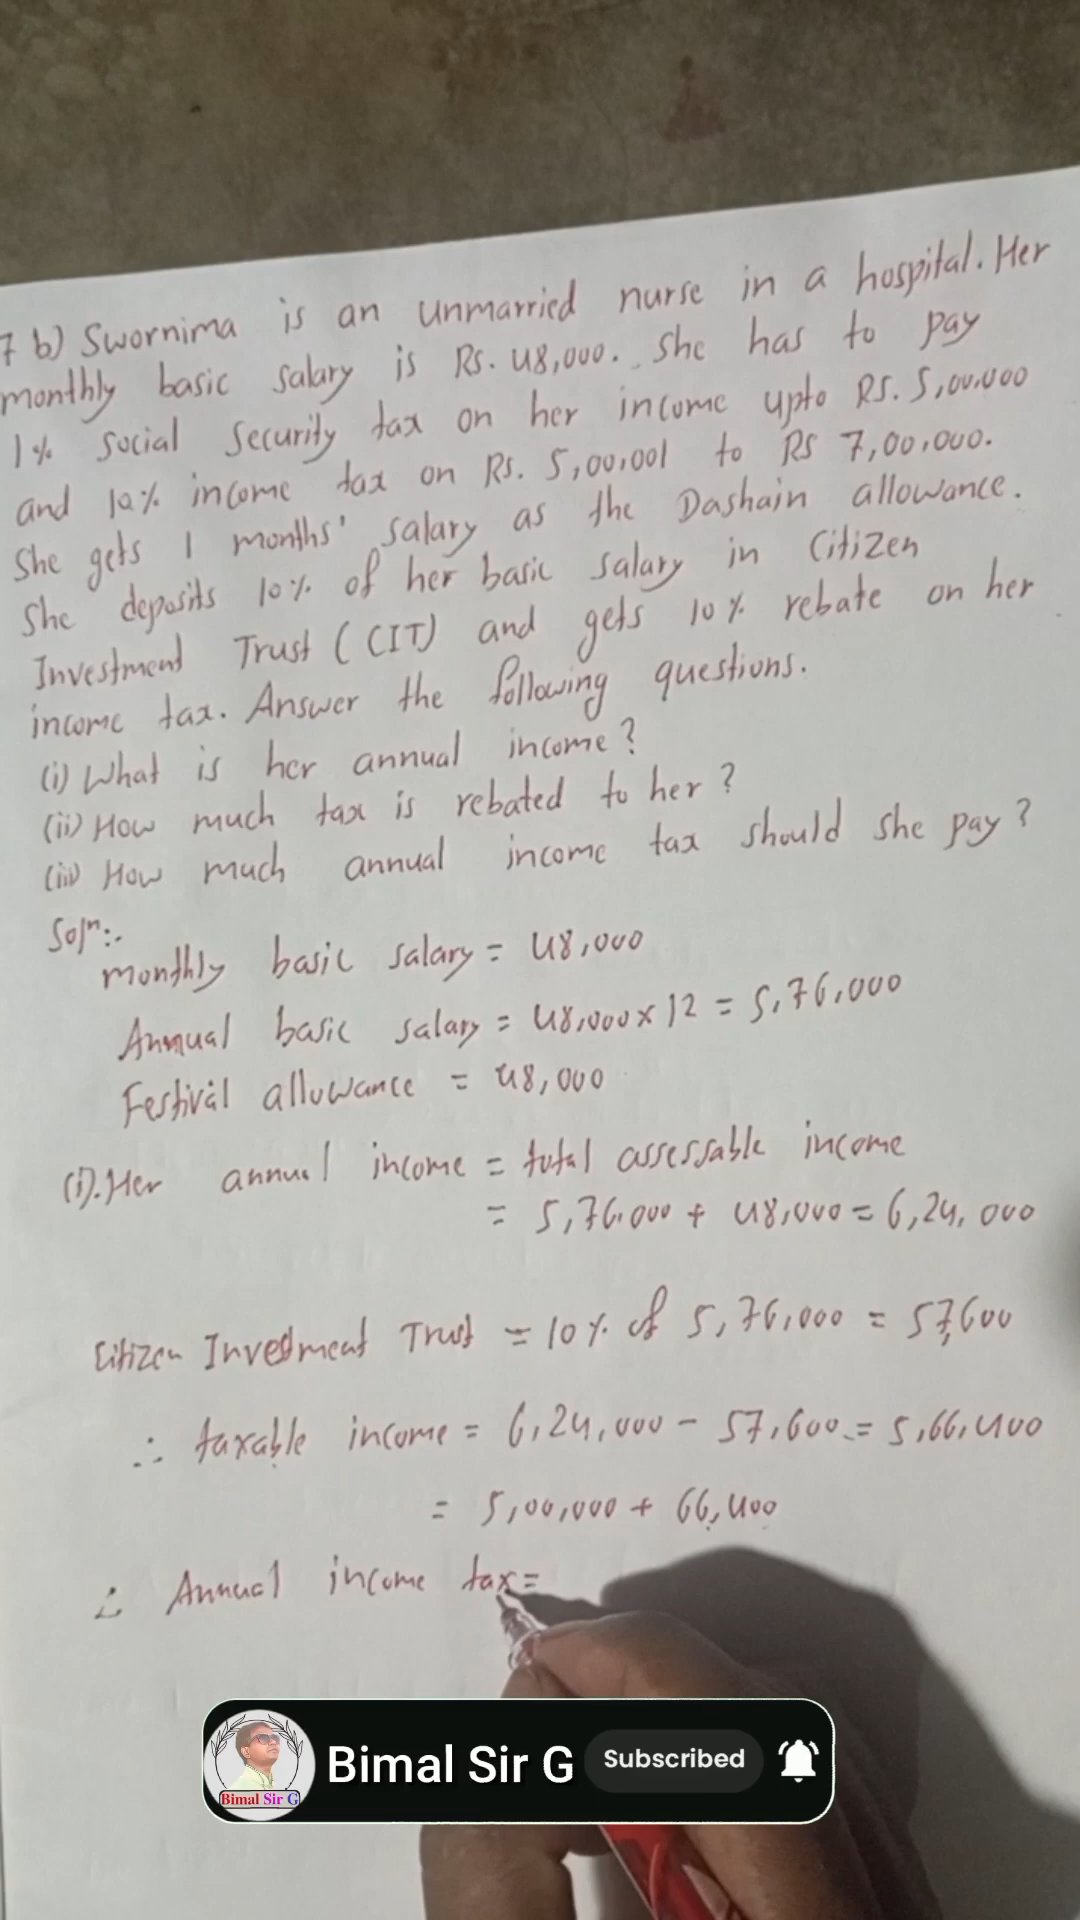 7 b) Swornima is an unmarried nurse in a hospital. Her
monthly basic salary is Rs. 48,000. She has to pay
1% social security tax on her income upto Rs. 5,00,000
and 10% income tax on Rs. 5,00,001 to Rs 7,00,000.
She gets 1 months' salary as the Dashain allowance.
She deposits 10% of her basic salary in Citizen
Investment Trust (CIT) and gets 10% rebate on her
income tax. Answer the following questions.
(i) What is her annual income?
(ii) How much tax is rebated to her?
(iii) How much annual income tax should she pay?
Solⁿ:-
monthly basic salary = 48,000
Annual basic salary = 48,000 x 12 = 5,76,000
Festival allowance = 48,000
(i). Her annual income = total assessable income
= 5,76,000 + 48,000 = 6,24,000
Citizen Investment Trust = 10% of 5,76,000 = 57,600
∴ taxable income = 6,24,000 - 57,600 = 5,66,400
= 5,00,000 + 66,400
∴ Annual income tax =
Bimal Sir G
Subscribed
Bimal Sir G